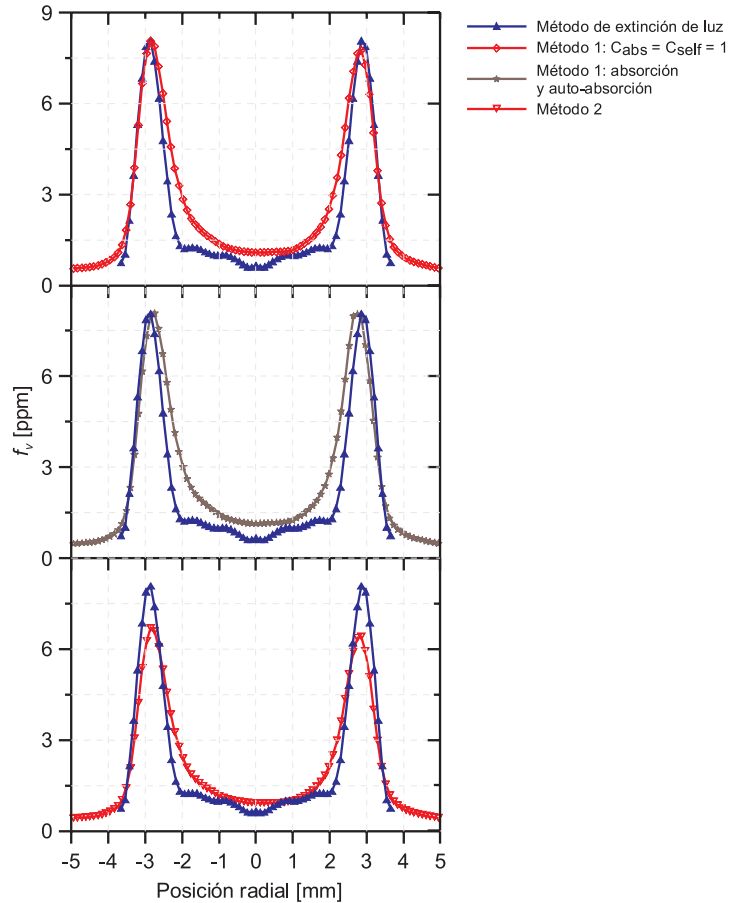 Método de extinción de luz
Método 1: Cabs = Cself = 1
Método 1: absorción
y auto-absorción
Método 2
9
6
3
0
fv [ppm]
6
3
0
6
3
0
-5 -4 -3 -2 -1 0 1 2 3 4 5
Posición radial [mm]